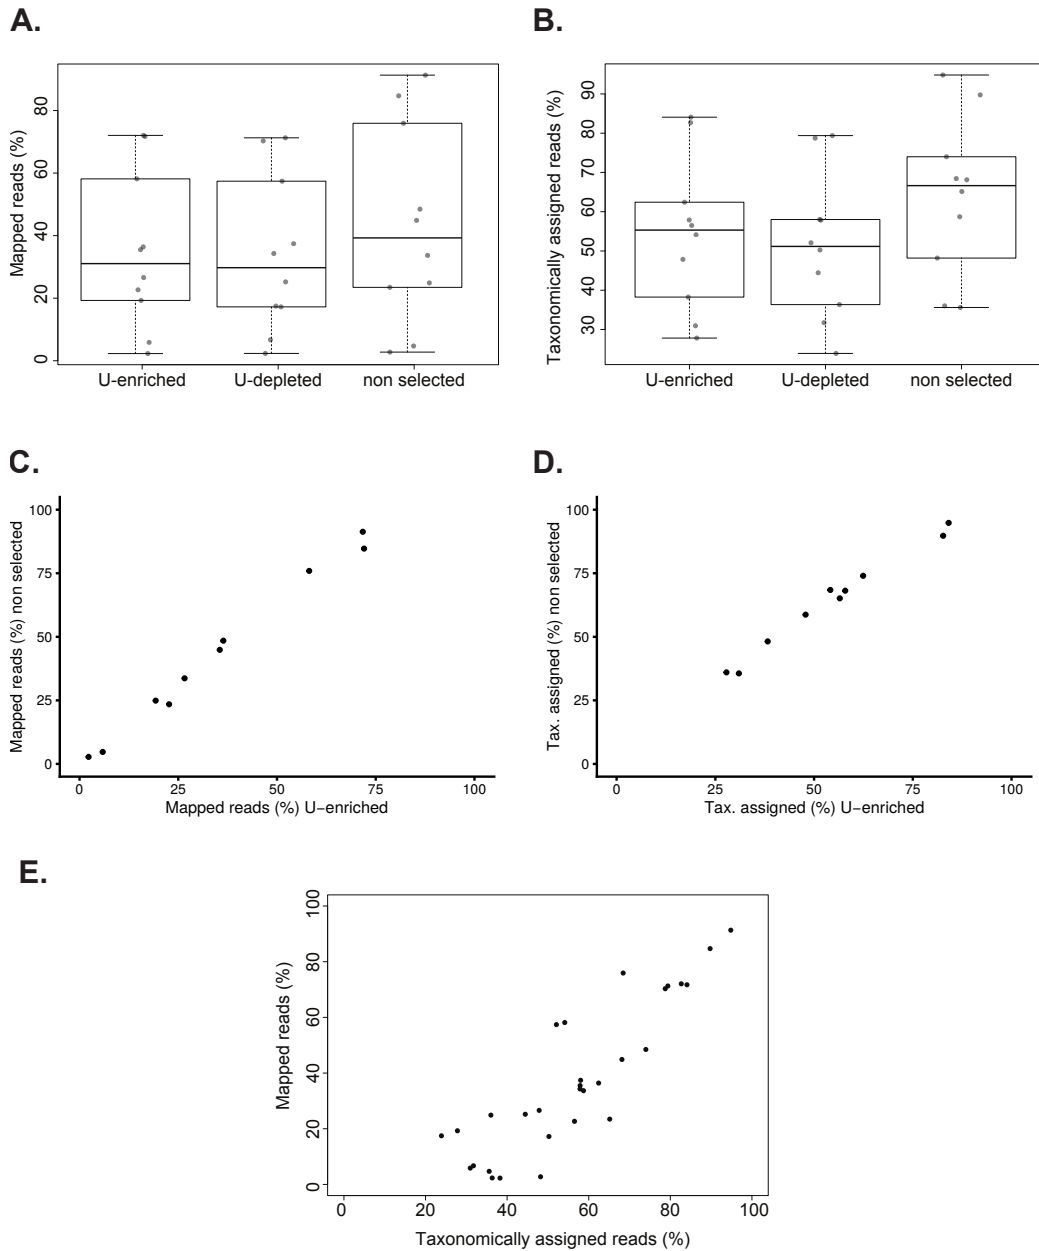 A.
B.
Mapped reads (%)
80
60
40
20
0
U-enriched U-depleted non selected
Taxonomically assigned reads (%)
90
80
70
60
50
40
30
U-enriched U-depleted non selected
C.
D.
Mapped reads (%) non selected
100
75
50
25
0
0 25 50 75 100
Mapped reads (%) U−enriched
Tax. assigned (%) non selected
100
75
50
25
0
0 25 50 75 100
Tax. assigned (%) U−enriched
E.
Mapped reads (%)
100
80
60
40
20
0
0 20 40 60 80 100
Taxonomically assigned reads (%)